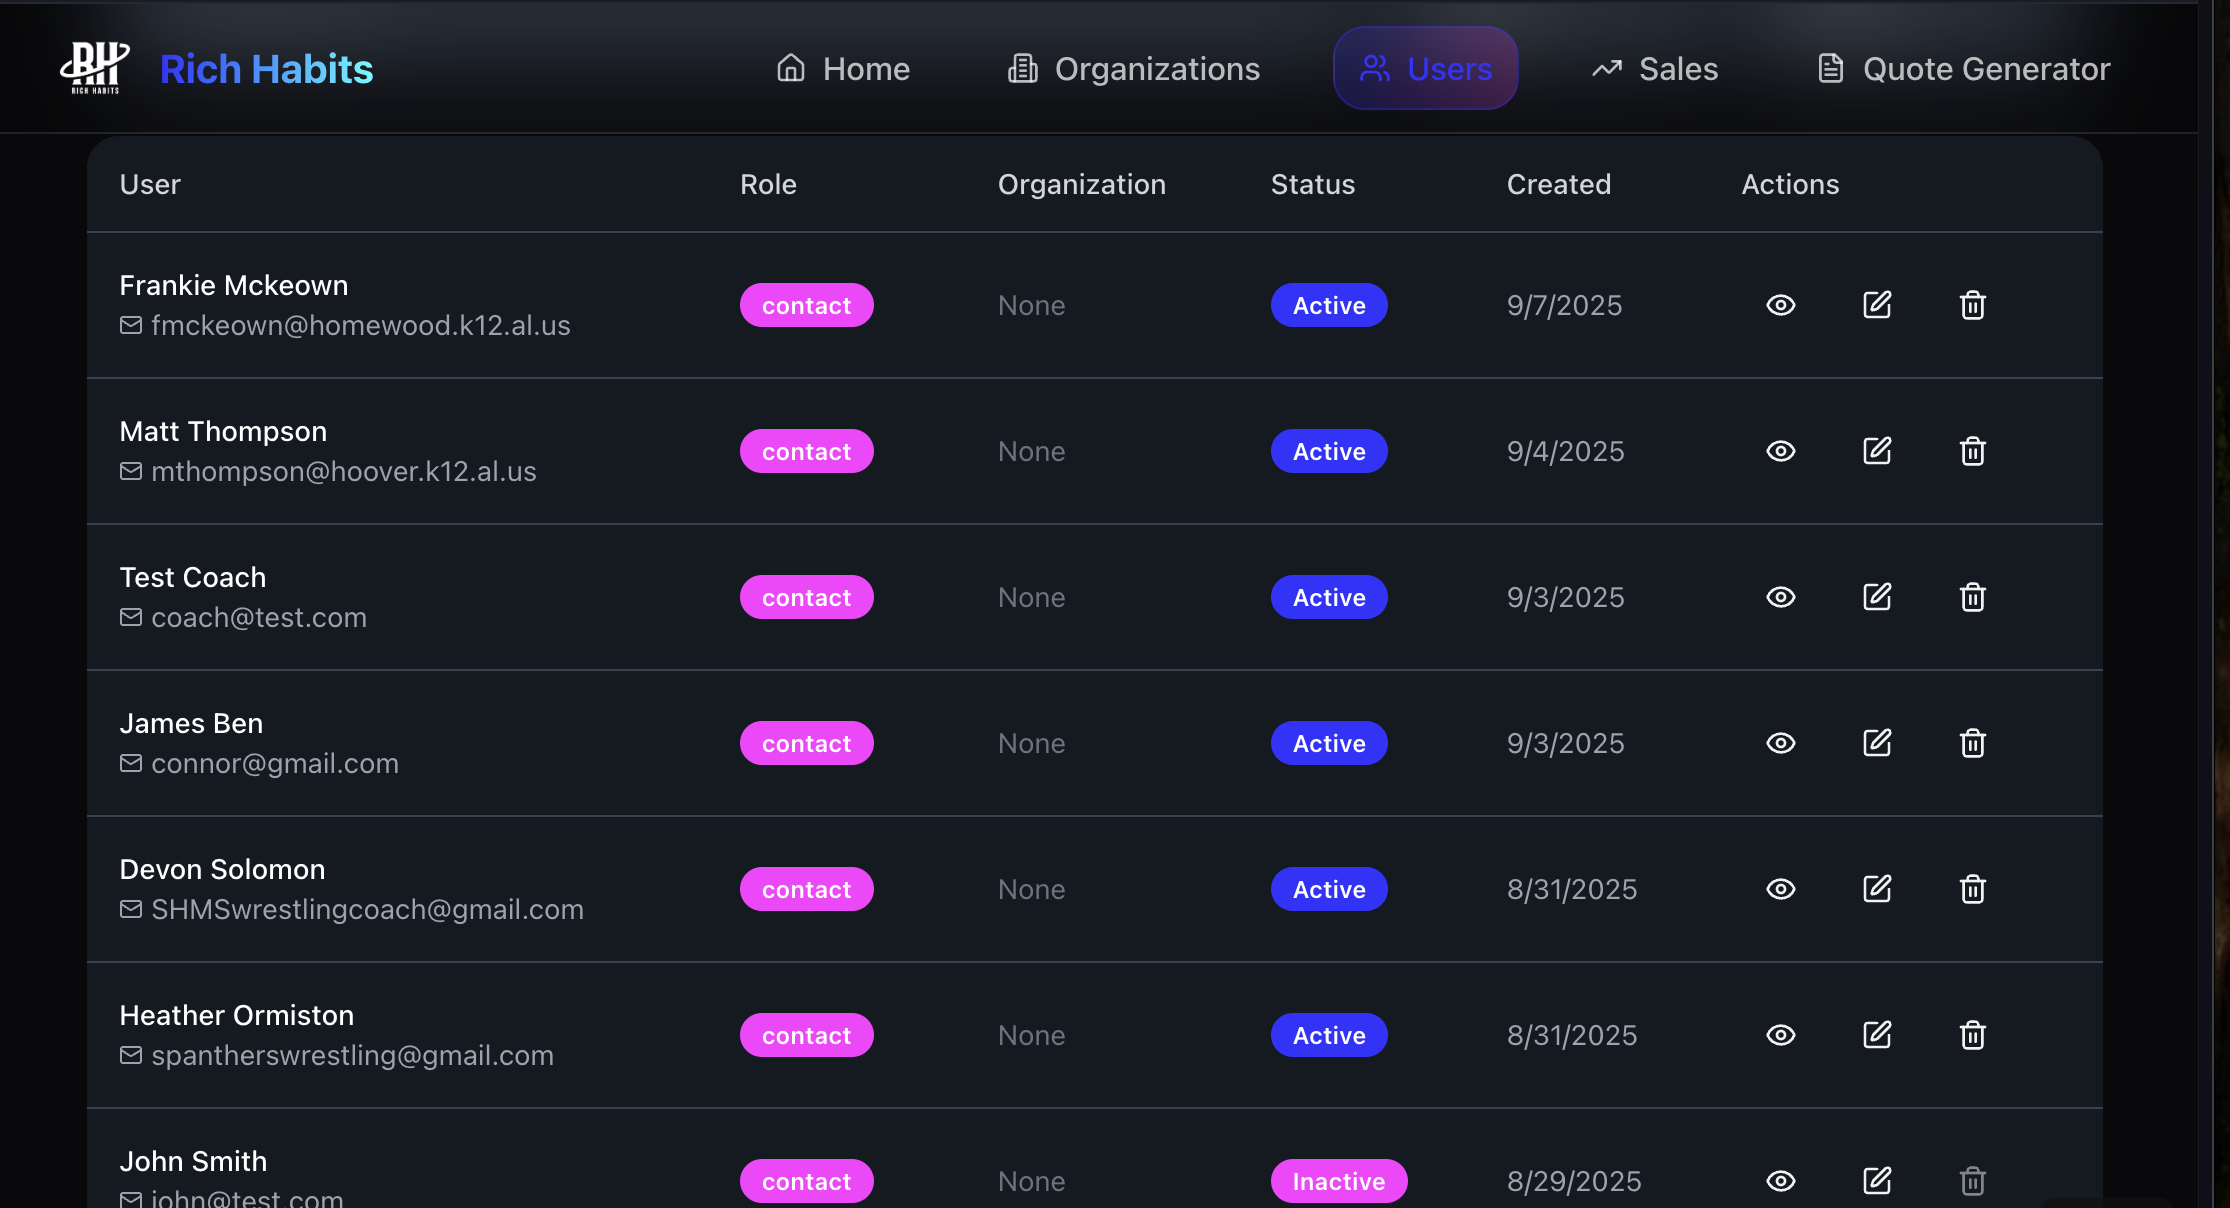 RH
RICH HABITS
Rich Habits
Home
Organizations
Users
Sales
Quote Generator
User Role Organization Status Created Actions
Frankie Mckeown
fmckeown@homewood.k12.al.us
contact None Active 9/7/2025
Matt Thompson
mthompson@hoover.k12.al.us
contact None Active 9/4/2025
Test Coach
coach@test.com
contact None Active 9/3/2025
James Ben
connor@gmail.com
contact None Active 9/3/2025
Devon Solomon
SHMSwrestlingcoach@gmail.com
contact None Active 8/31/2025
Heather Ormiston
spantherswrestling@gmail.com
contact None Active 8/31/2025
John Smith
john@test.com
contact None Inactive 8/29/2025